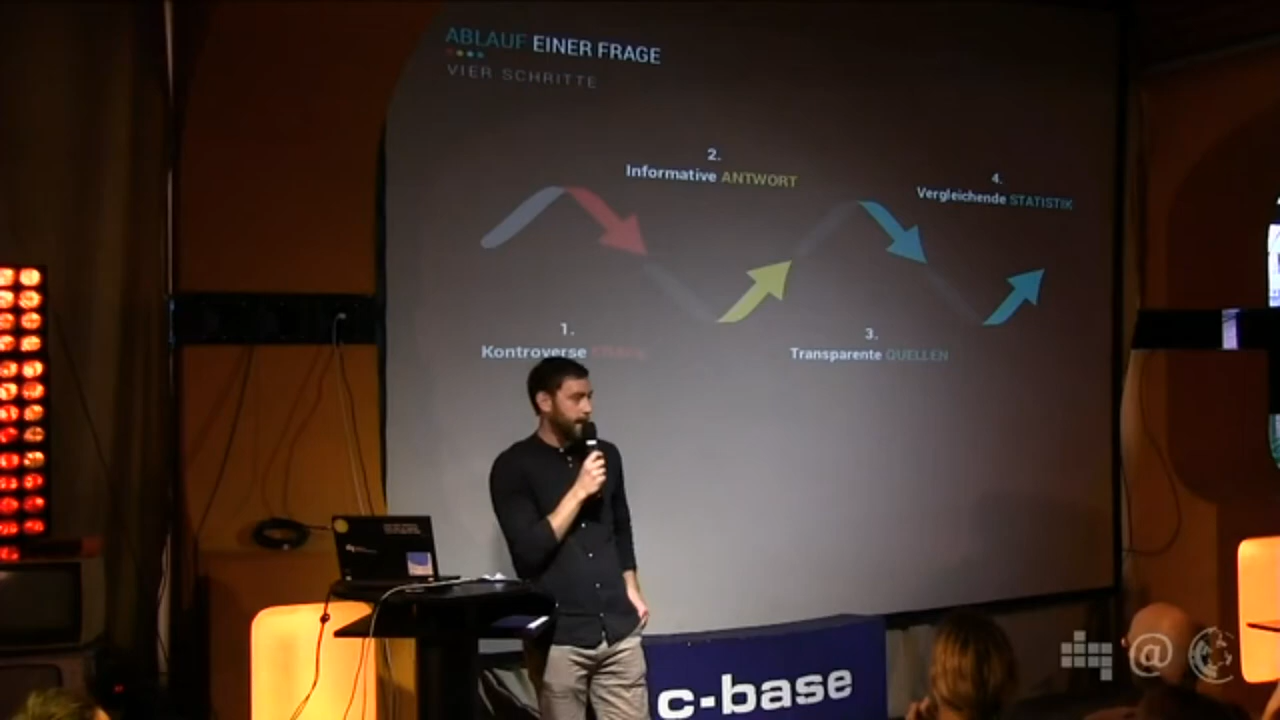 ABLAUF EINER FRAGE
VIER SCHRITTE
2.
Informative ANTWORT
4.
Vergleichende STATISTIK
1.
Kontroverse
3.
Transparente QUELLEN
c-base
@